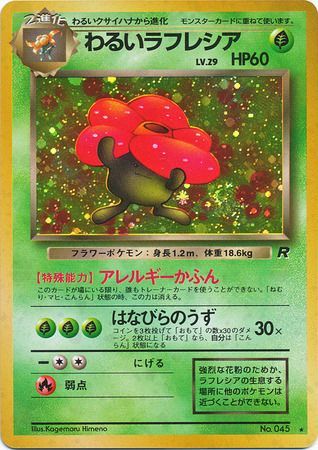 2進化
わるいクサイハナから進化
モンスターカードに重ねて使います。
わるいラフレシア
LV.29 HP60
フラワーポケモン：身長1.2m、体重18.6kg
R
【特殊能力】アレルギーかふん
このカードが場にいる限り、誰もトレーナーカードを使うことができない。「ねむ
り・マヒ・こんらん」状態の時、この力は消える。
はなびらのうず 30×
コインを3枚投げて「おもて」の数×30のダメ
ージ。2枚以上「おもて」なら、自分は「こん
らん」状態になる。
にげる
弱点
強烈な花粉のためか、
ラフレシアの生息する
場所に他のポケモンは
近づくことができない。
Illus.Kagemaru Himeno
No.045 ★